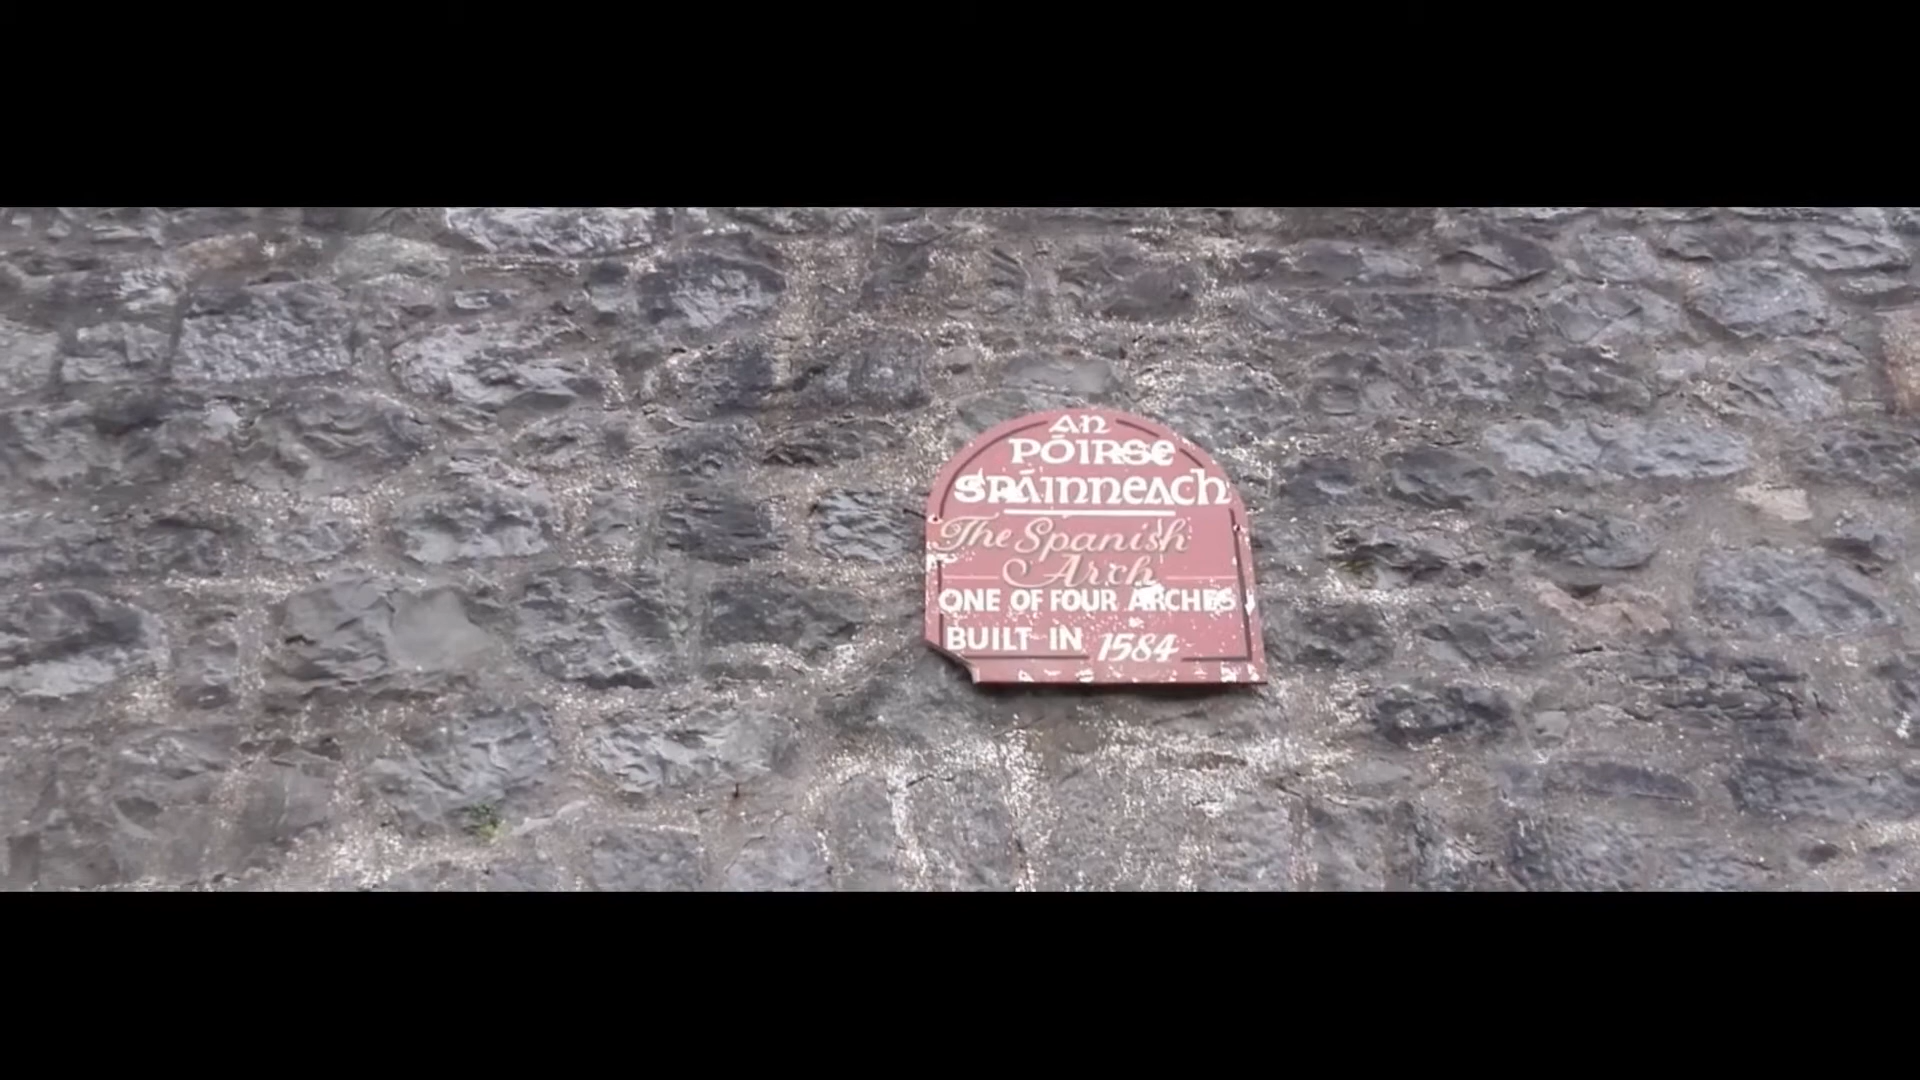 An
Póirse
Spáinneach
The Spanish
Arch
ONE OF FOUR ARCHES
BUILT IN 1584